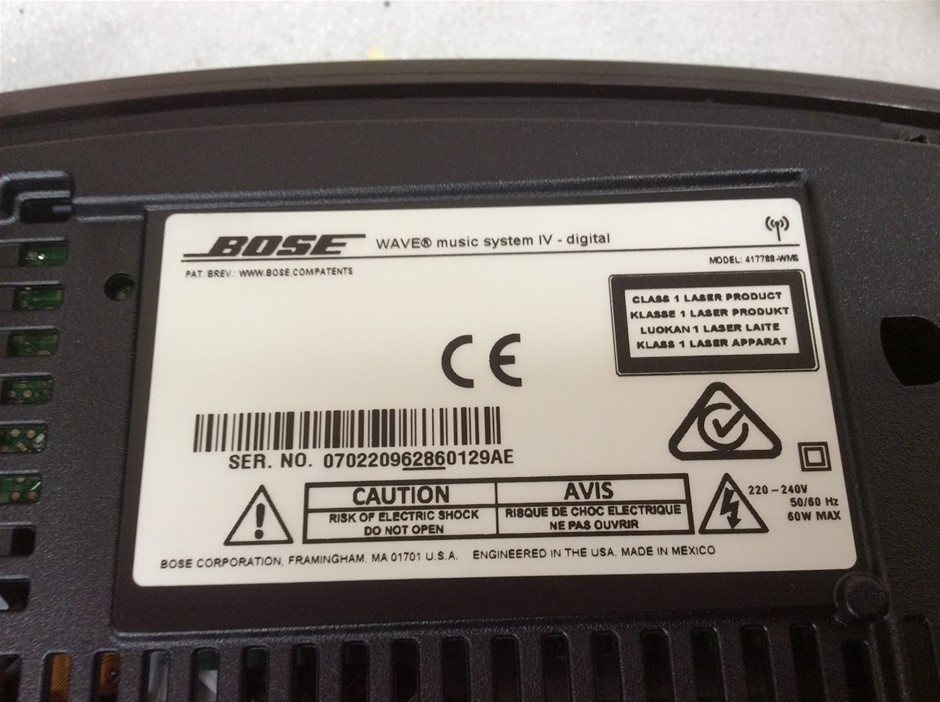 BOSE WAVE® music system IV - digital
PAT./BREV.: WWW.BOSE.COM/PATENTS
MODEL: 417788-WMS
CLASS 1 LASER PRODUCT
KLASSE 1 LASER PRODUKT
LUOKAN 1 LASER LAITE
KLASS 1 LASER APPARAT
CE
SER. NO. 070220962860129AE
CAUTION
RISK OF ELECTRIC SHOCK
DO NOT OPEN
AVIS
RISQUE DE CHOC ELECTRIQUE
NE PAS OUVRIR
220 – 240V
50/60 Hz
60W MAX
BOSE CORPORATION, FRAMINGHAM, MA 01701 U.S.A. ENGINEERED IN THE USA, MADE IN MEXICO